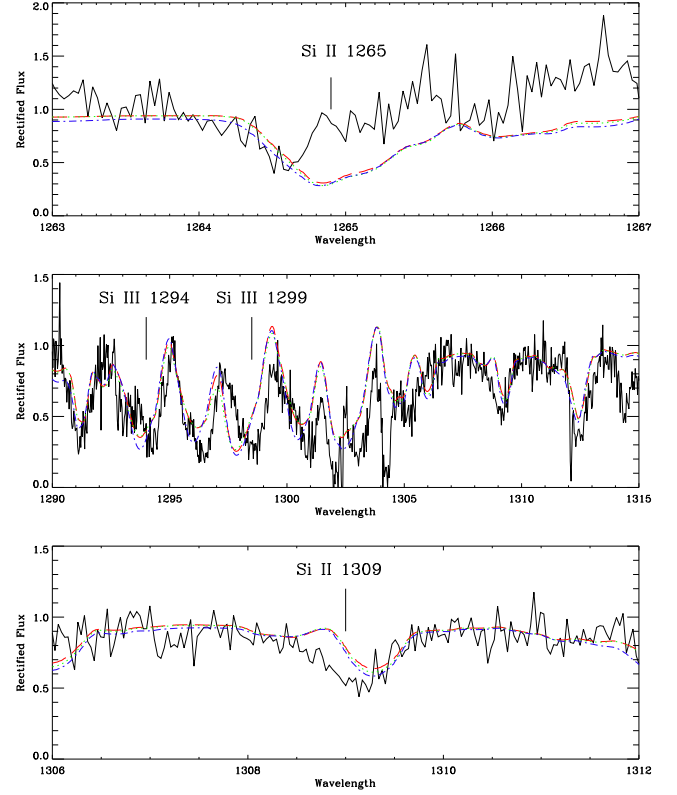 2.0
Si II 1265
1.5
1.0
0.5
0.0
Rectified Flux
1263 1264 1265 1266 1267
Wavelength
1.5
Si III 1294 Si III 1299
1.0
0.5
0.0
Rectified Flux
1290 1295 1300 1305 1310 1315
Wavelength
1.5
Si II 1309
1.0
0.5
0.0
Rectified Flux
1306 1308 1310 1312
Wavelength